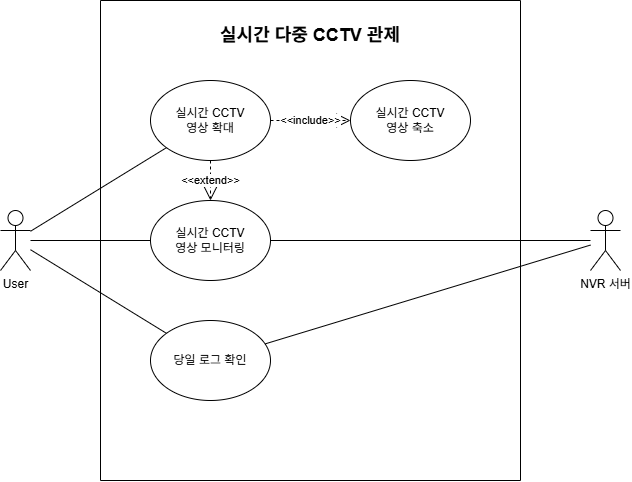 실시간 다중 CCTV 관제
실시간 CCTV
영상 확대
<<include>>
실시간 CCTV
영상 축소
<<extend>>
실시간 CCTV
영상 모니터링
User
NVR 서버
당일 로그 확인